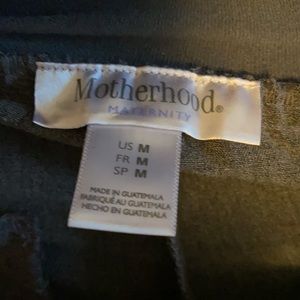 Motherhood®
MATERNITY
US M
FR M
SP M
MADE IN GUATEMALA
FABRIQUÉ AU GUATEMALA
HECHO EN GUATEMALA